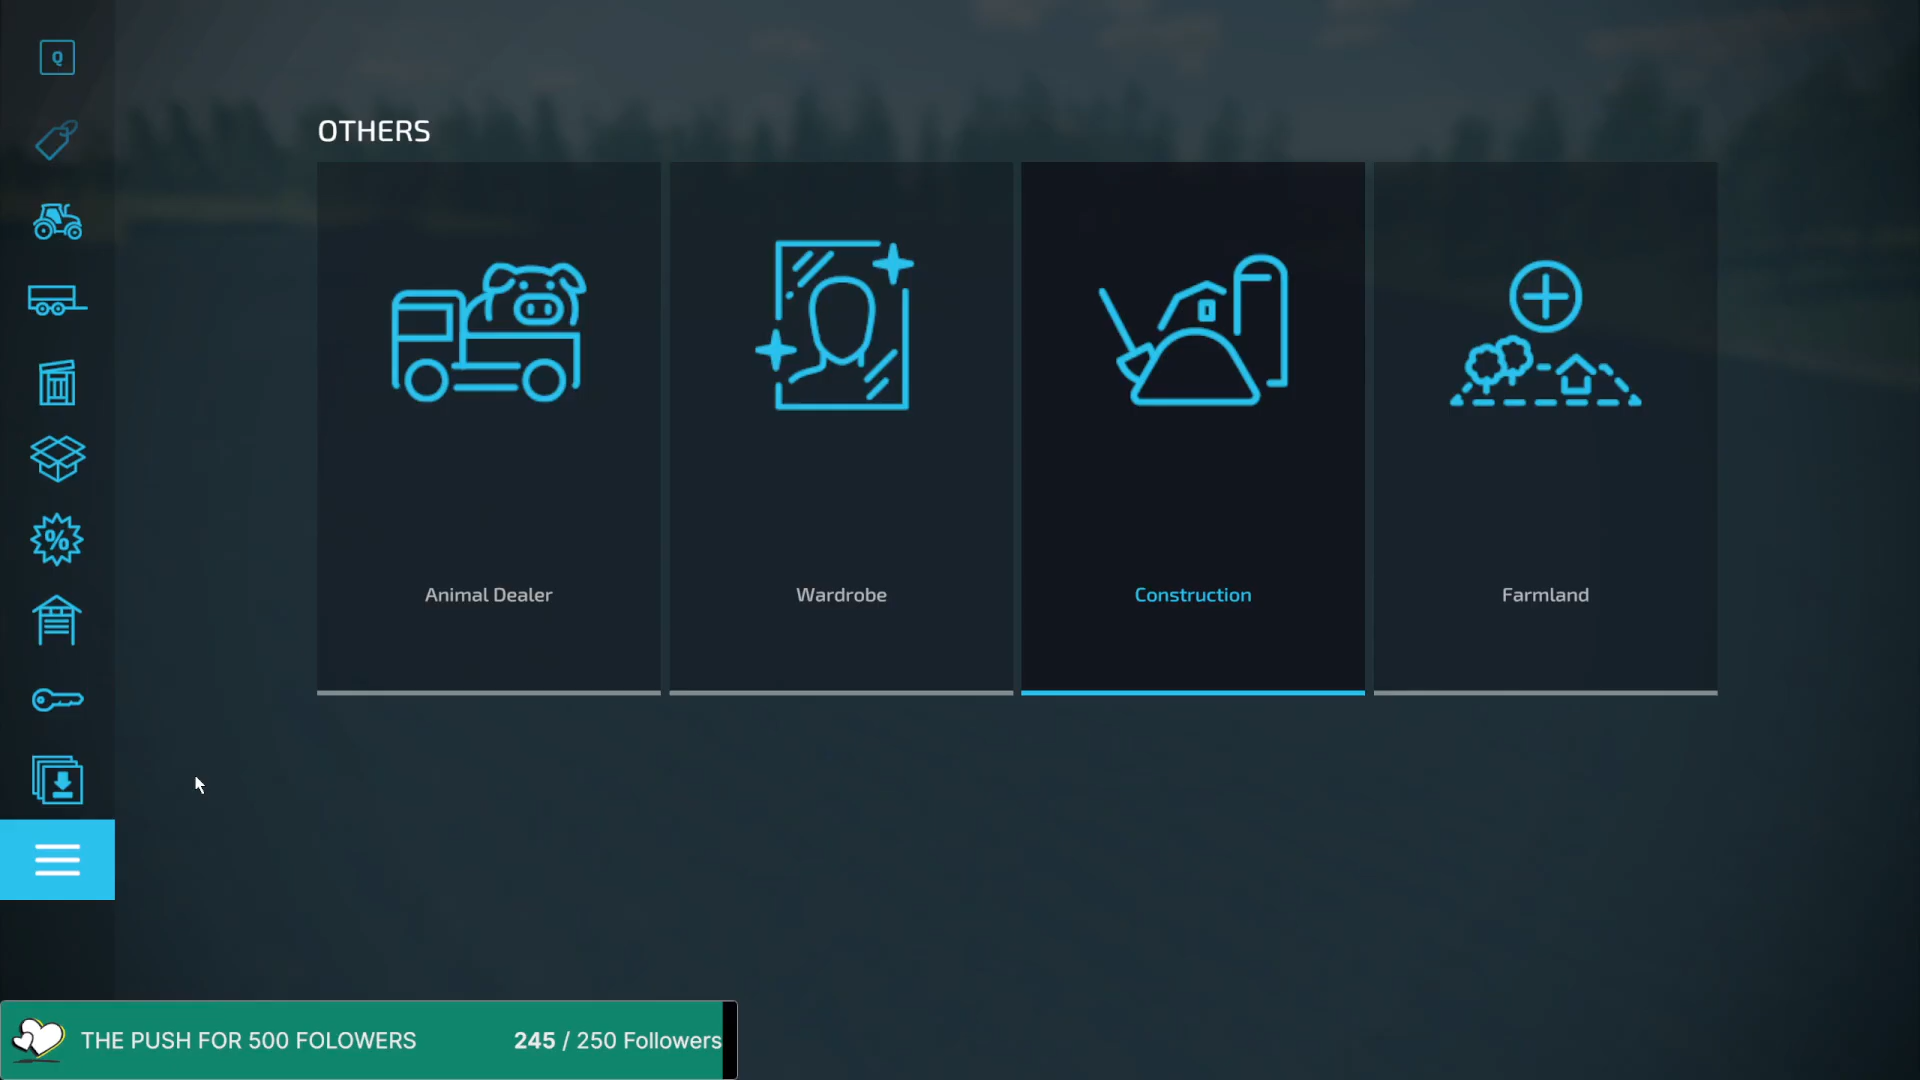 Q
OTHERS
Animal Dealer
Wardrobe
Construction
Farmland
%
THE PUSH FOR 500 FOLOWERS 245 / 250 Followers